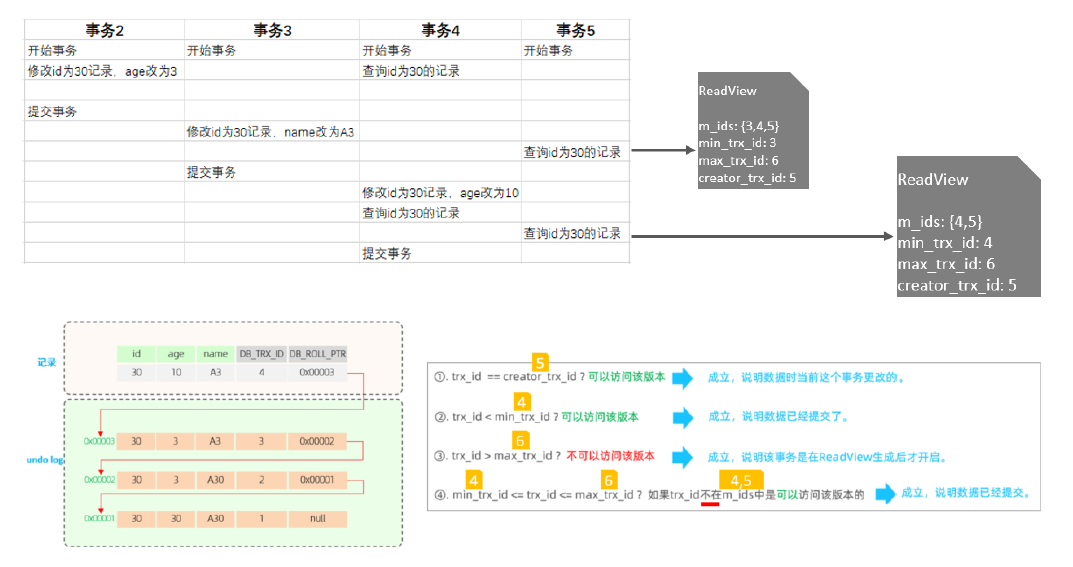 事务2 事务3 事务4 事务5
开始事务 开始事务 开始事务 开始事务
修改id为30记录，age改为3 查询id为30的记录
提交事务
修改id为30记录，name改为A3
查询id为30的记录
提交事务
修改id为30记录，age改为10
查询id为30的记录
查询id为30的记录
提交事务
ReadView
m_ids: {3,4,5}
min_trx_id: 3
max_trx_id: 6
creator_trx_id: 5
ReadView
m_ids: {4,5}
min_trx_id: 4
max_trx_id: 6
creator_trx_id: 5
记录
id age name DB_TRX_ID DB_ROLL_PTR
30 10 A3 4 0x00003
undo log
0x00003 30 3 A3 3 0x00002
0x00002 30 3 A30 2 0x00001
0x00001 30 30 A30 1 null
5
①. trx_id == creator_trx_id ? 可以访问该版本 成立，说明数据时当前这个事务更改的。
4
②. trx_id < min_trx_id ? 可以访问该版本 成立，说明数据已经提交了。
6
③. trx_id > max_trx_id ? 不可以访问该版本 成立，说明该事务是在ReadView生成后才开启。
4 6 4,5
④. min_trx_id <= trx_id <= max_trx_id ? 如果trx_id不在m_ids中是可以访问该版本的 成立，说明数据已经提交。